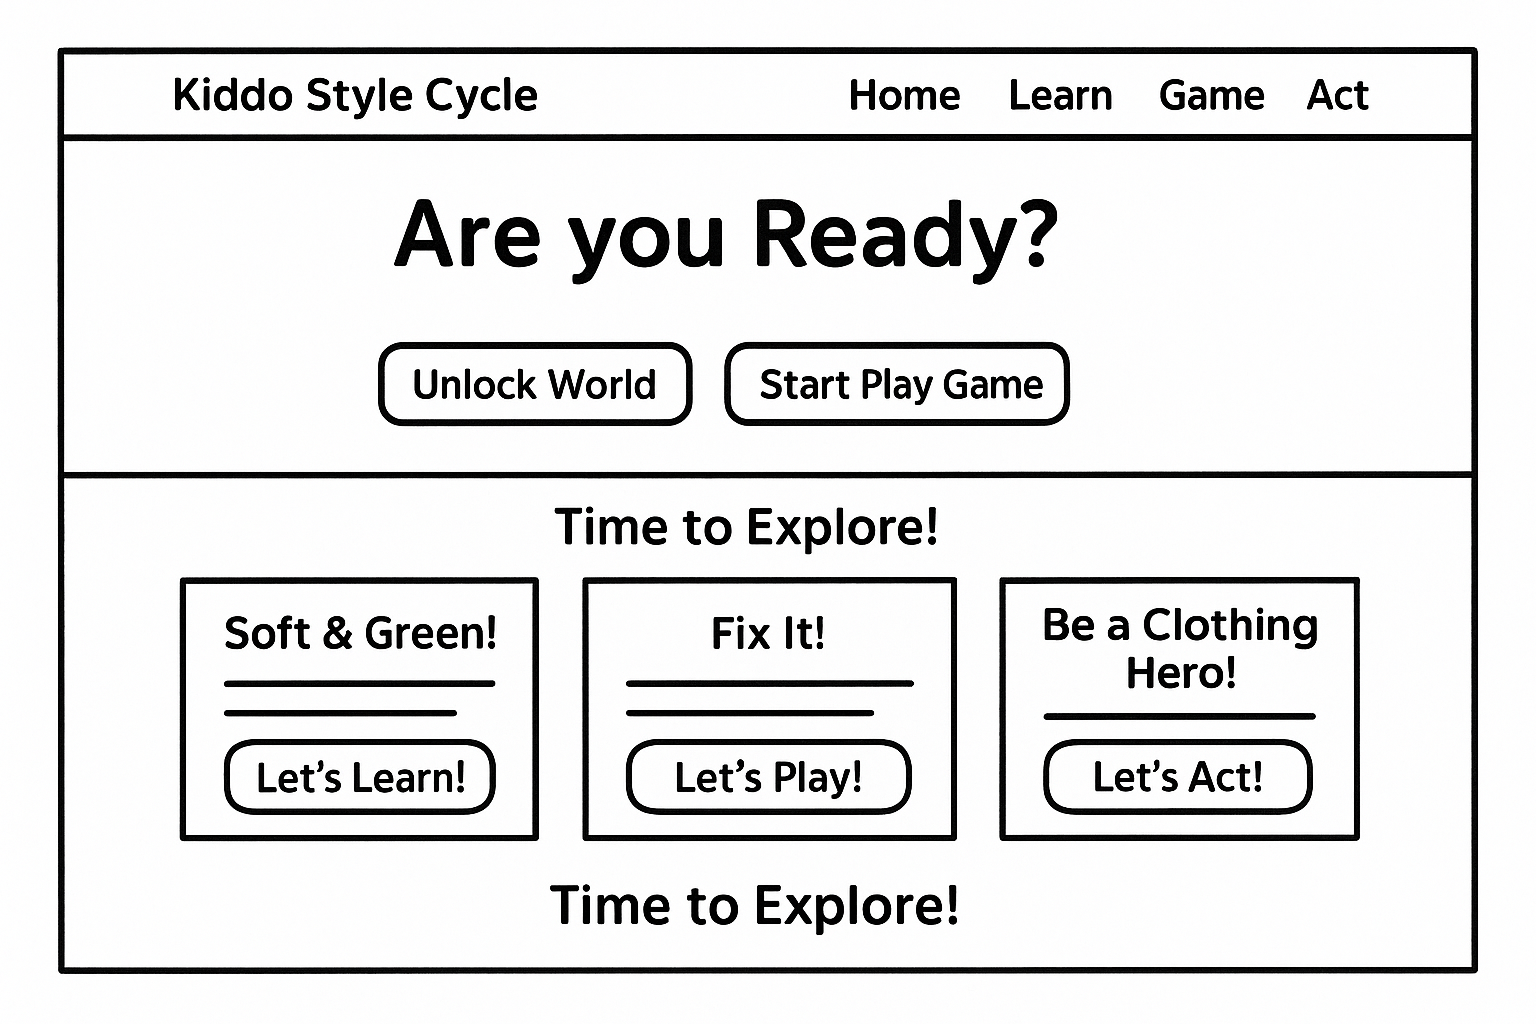 Kiddo Style Cycle
Home Learn Game Act
Are you Ready?
Unlock World
Start Play Game
Time to Explore!
Soft & Green!
Let's Learn!
Fix It!
Let's Play!
Be a Clothing
Hero!
Let's Act!
Time to Explore!